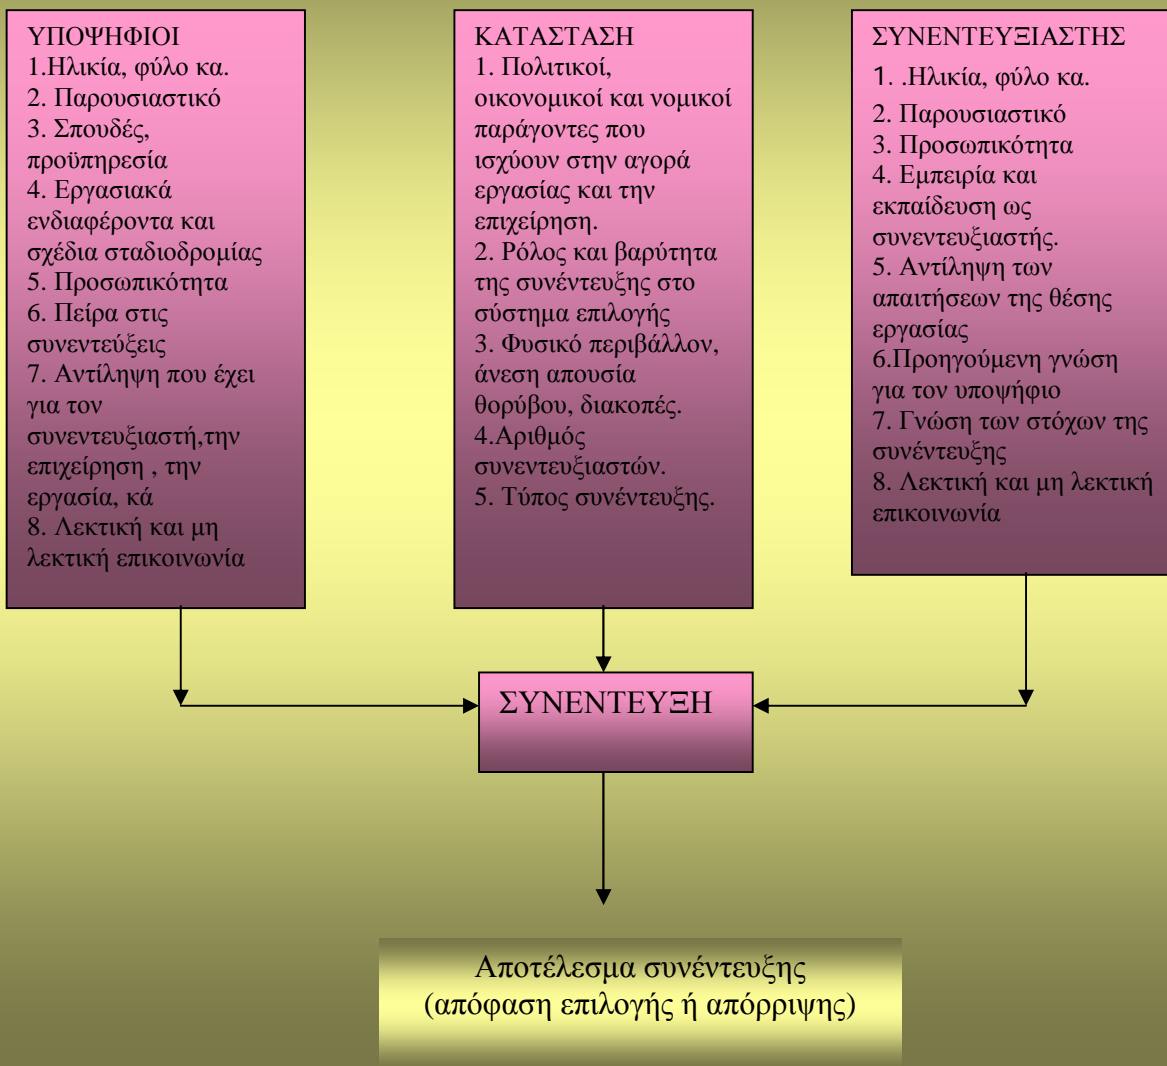 ΥΠΟΨΗΦΙΟΙ
1.Ηλικία, φύλο κα.
2. Παρουσιαστικό
3. Σπουδές,
προϋπηρεσία
4. Εργασιακά
ενδιαφέροντα και
σχέδια σταδιοδρομίας
5. Προσωπικότητα
6. Πείρα στις
συνεντεύξεις
7. Αντίληψη που έχει
για τον
συνεντευξιαστή,την
επιχείρηση , την
εργασία, κά
8. Λεκτική και μη
λεκτική επικοινωνία
ΚΑΤΑΣΤΑΣΗ
1. Πολιτικοί,
οικονομικοί και νομικοί
παράγοντες που
ισχύουν στην αγορά
εργασίας και την
επιχείρηση.
2. Ρόλος και βαρύτητα
της συνέντευξης στο
σύστημα επιλογής
3. Φυσικό περιβάλλον,
άνεση απουσία
θορύβου, διακοπές.
4.Αριθμός
συνεντευξιαστών.
5. Τύπος συνέντευξης.
ΣΥΝΕΝΤΕΥΞΙΑΣΤΗΣ
1. .Ηλικία, φύλο κα.
2. Παρουσιαστικό
3. Προσωπικότητα
4. Εμπειρία και
εκπαίδευση ως
συνεντευξιαστής.
5. Αντίληψη των
απαιτήσεων της θέσης
εργασίας
6.Προηγούμενη γνώση
για τον υποψήφιο
7. Γνώση των στόχων της
συνέντευξης
8. Λεκτική και μη λεκτική
επικοινωνία
ΣΥΝΕΝΤΕΥΞΗ
Αποτέλεσμα συνέντευξης
(απόφαση επιλογής ή απόρριψης)